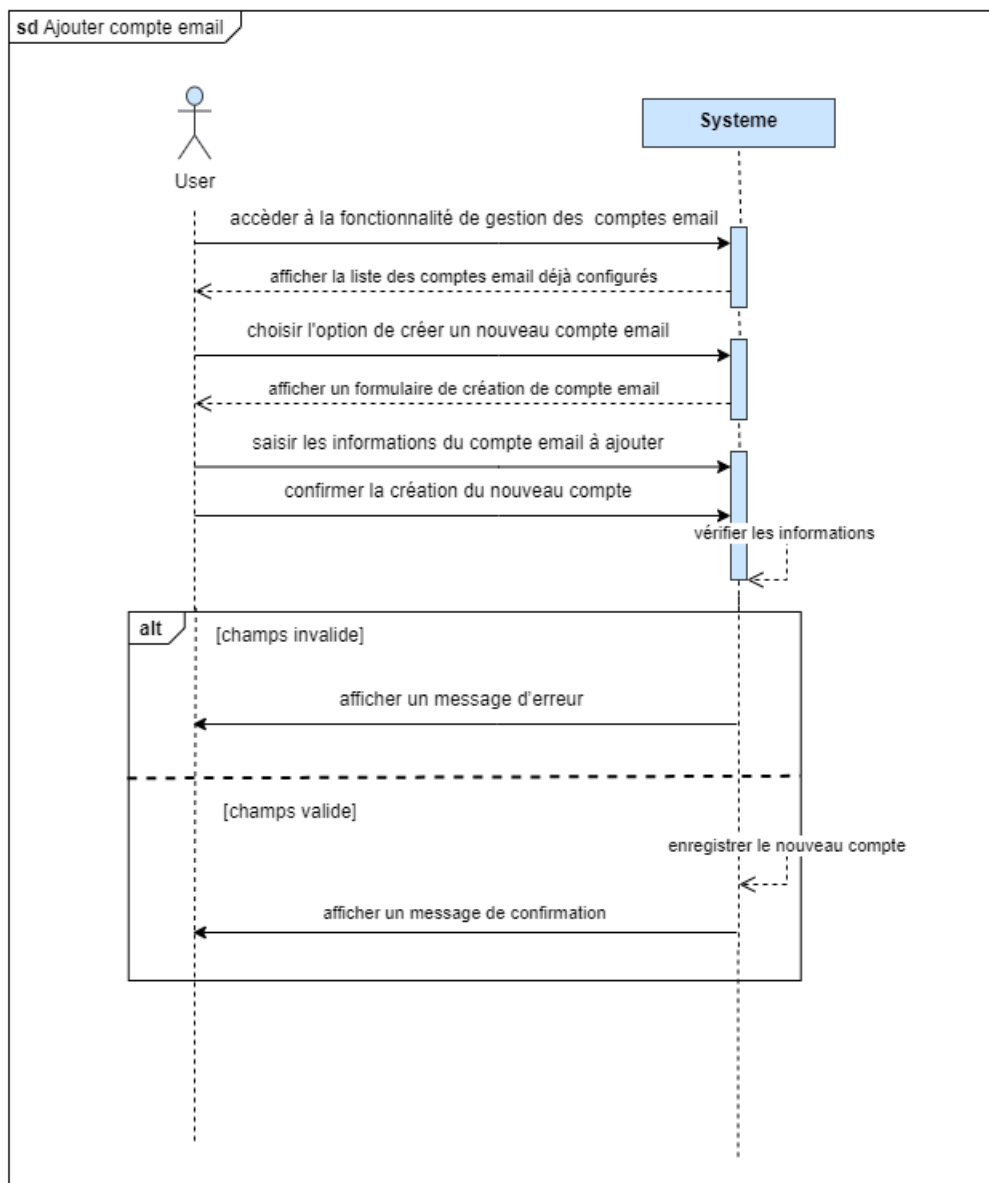 sd Ajouter compte email
Systeme
User
accèder à la fonctionnalité de gestion des comptes email
afficher la liste des comptes email déjà configurés
choisir l'option de créer un nouveau compte email
afficher un formulaire de création de compte email
saisir les informations du compte email à ajouter
confirmer la création du nouveau compte
vérifier les informations
alt
[champs invalide]
afficher un message d'erreur
[champs valide]
enregistrer le nouveau compte
afficher un message de confirmation